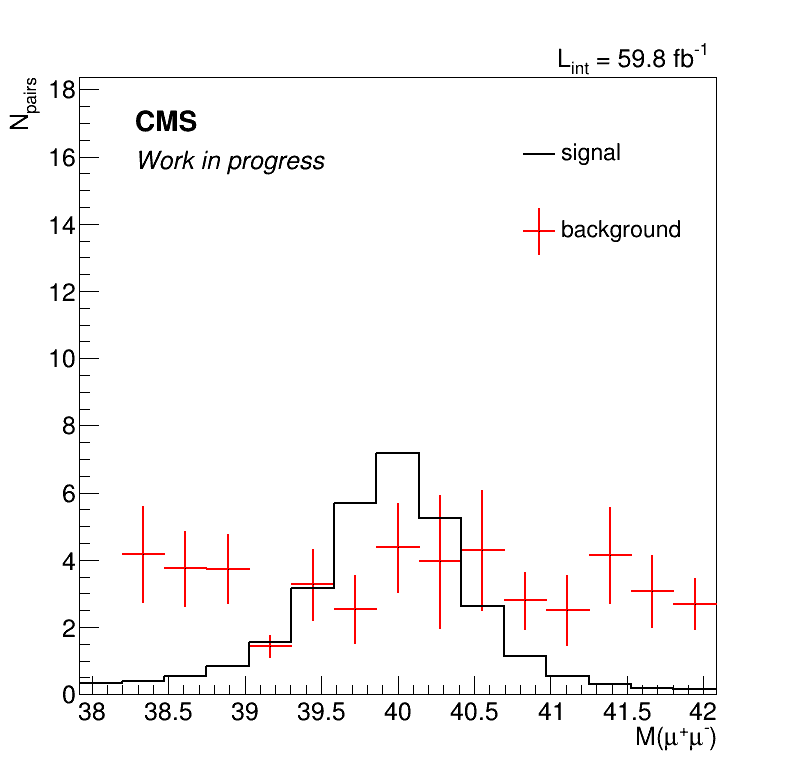 L_int = 59.8 fb^-1
N_pairs
18
CMS
Work in progress
signal
background
16
14
12
10
8
6
4
2
0
38 38.5 39 39.5 40 40.5 41 41.5 42
M(μ⁺μ⁻)